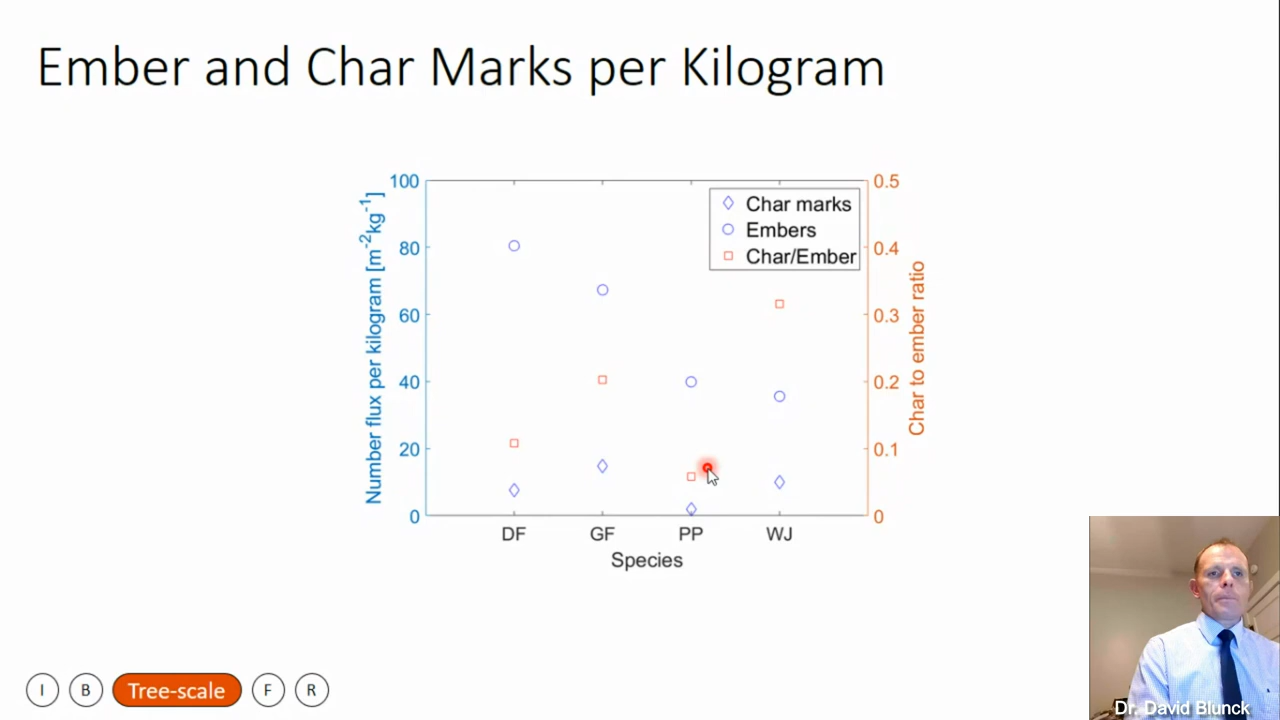 Ember and Char Marks per Kilogram
100
80
60
40
20
0
Number flux per kilogram [m⁻²kg⁻¹]
Char marks
Embers
Char/Ember
0.5
0.4
0.3
0.2
0.1
0
Char to ember ratio
DF GF PP WJ
Species
I B Tree-scale F R
Dr. David Blunck